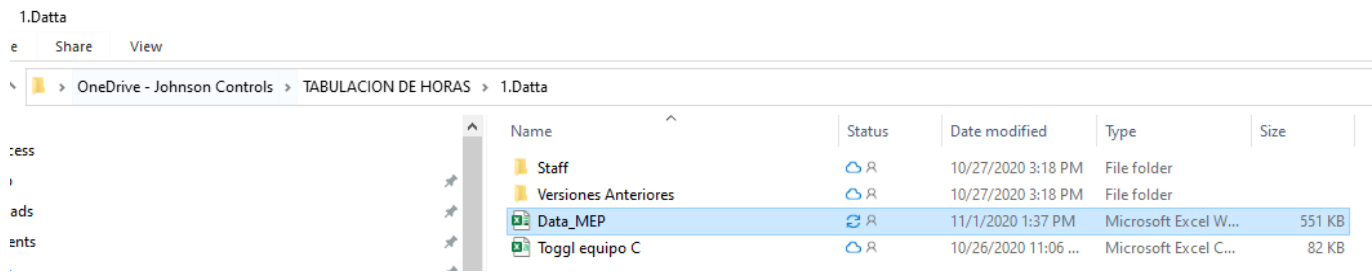 1.Datta
e Share View
> OneDrive - Johnson Controls > TABULACION DE HORAS > 1.Datta
Name Status Date modified Type Size
cess
Staff 10/27/2020 3:18 PM File folder
Versiones Anteriores 10/27/2020 3:18 PM File folder
ads
Data_MEP 11/1/2020 1:37 PM Microsoft Excel W... 551 KB
ents
Toggl equipo C 10/26/2020 11:06 ... Microsoft Excel C... 82 KB